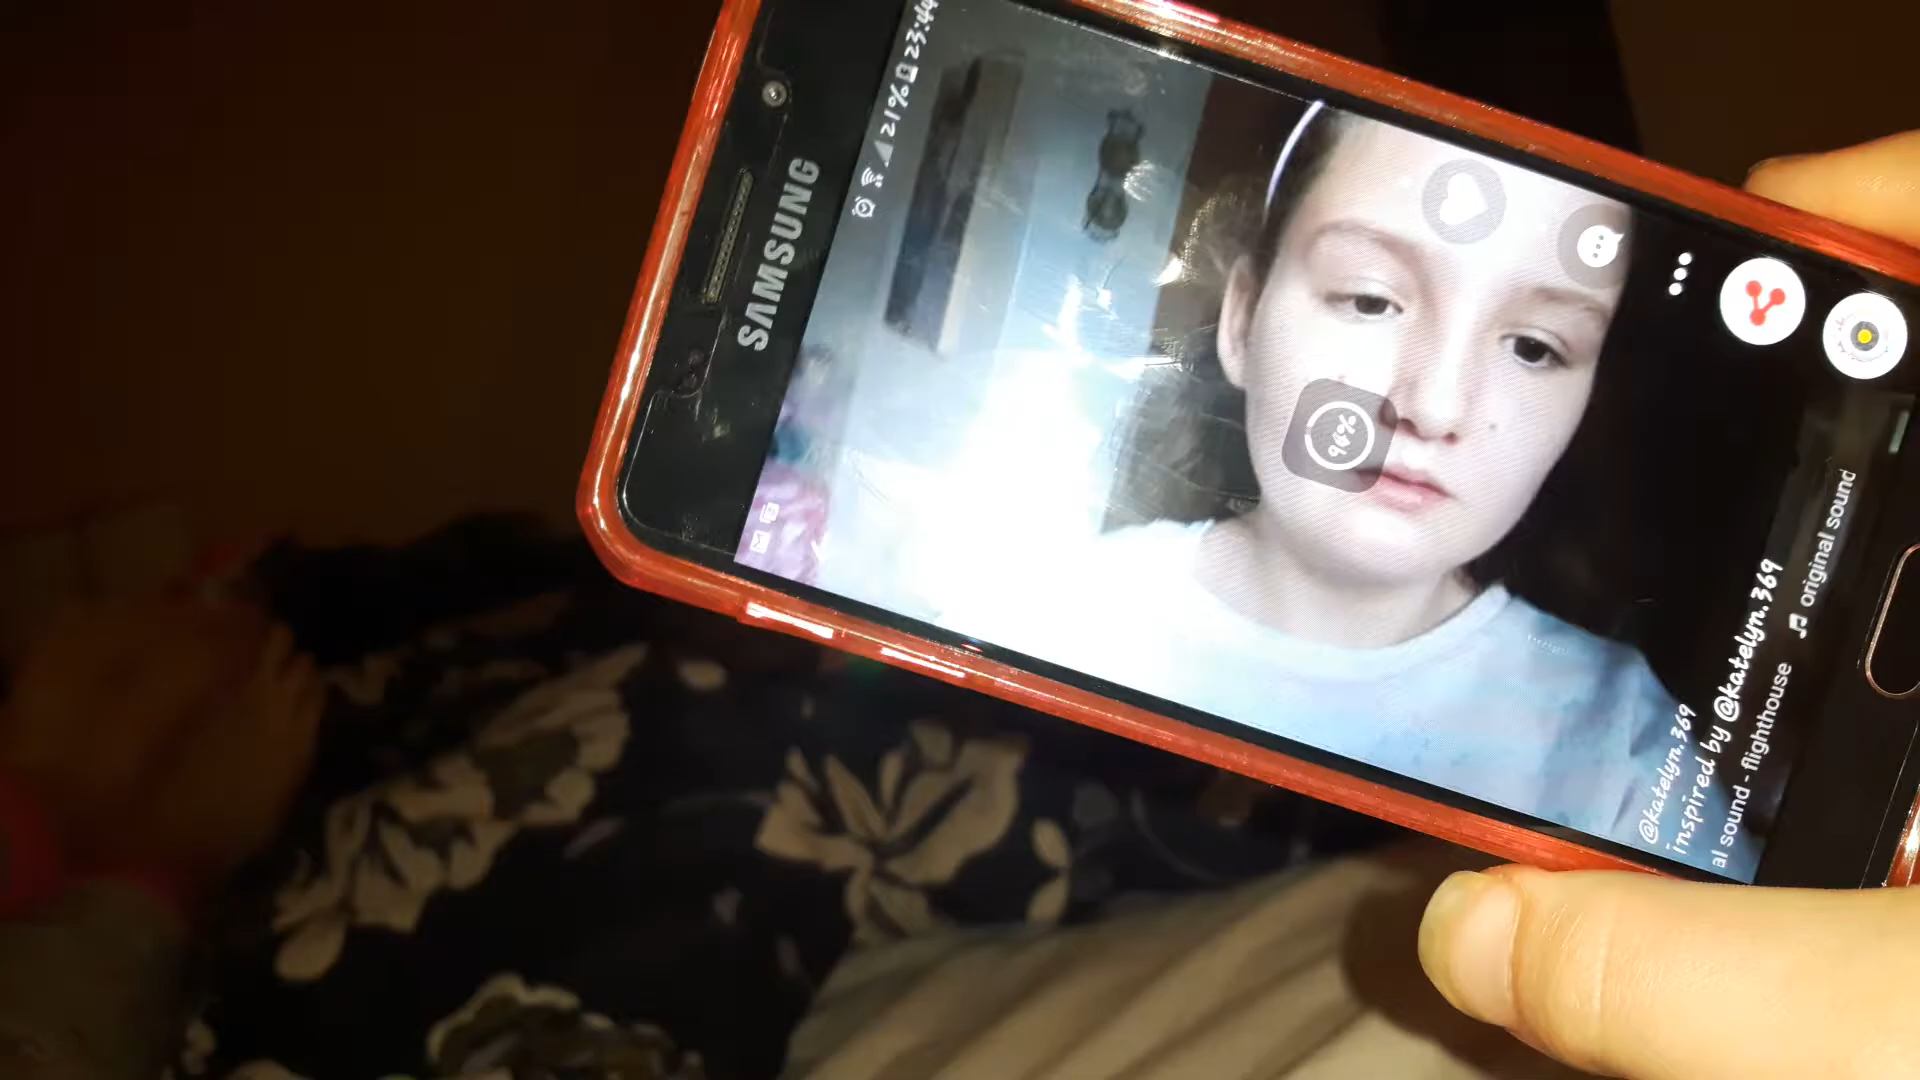 SAMSUNG
21% 23:44
94%
@katelyn.369
inspired by @katelyn.369
al sound - flighthouse ♫ original sound